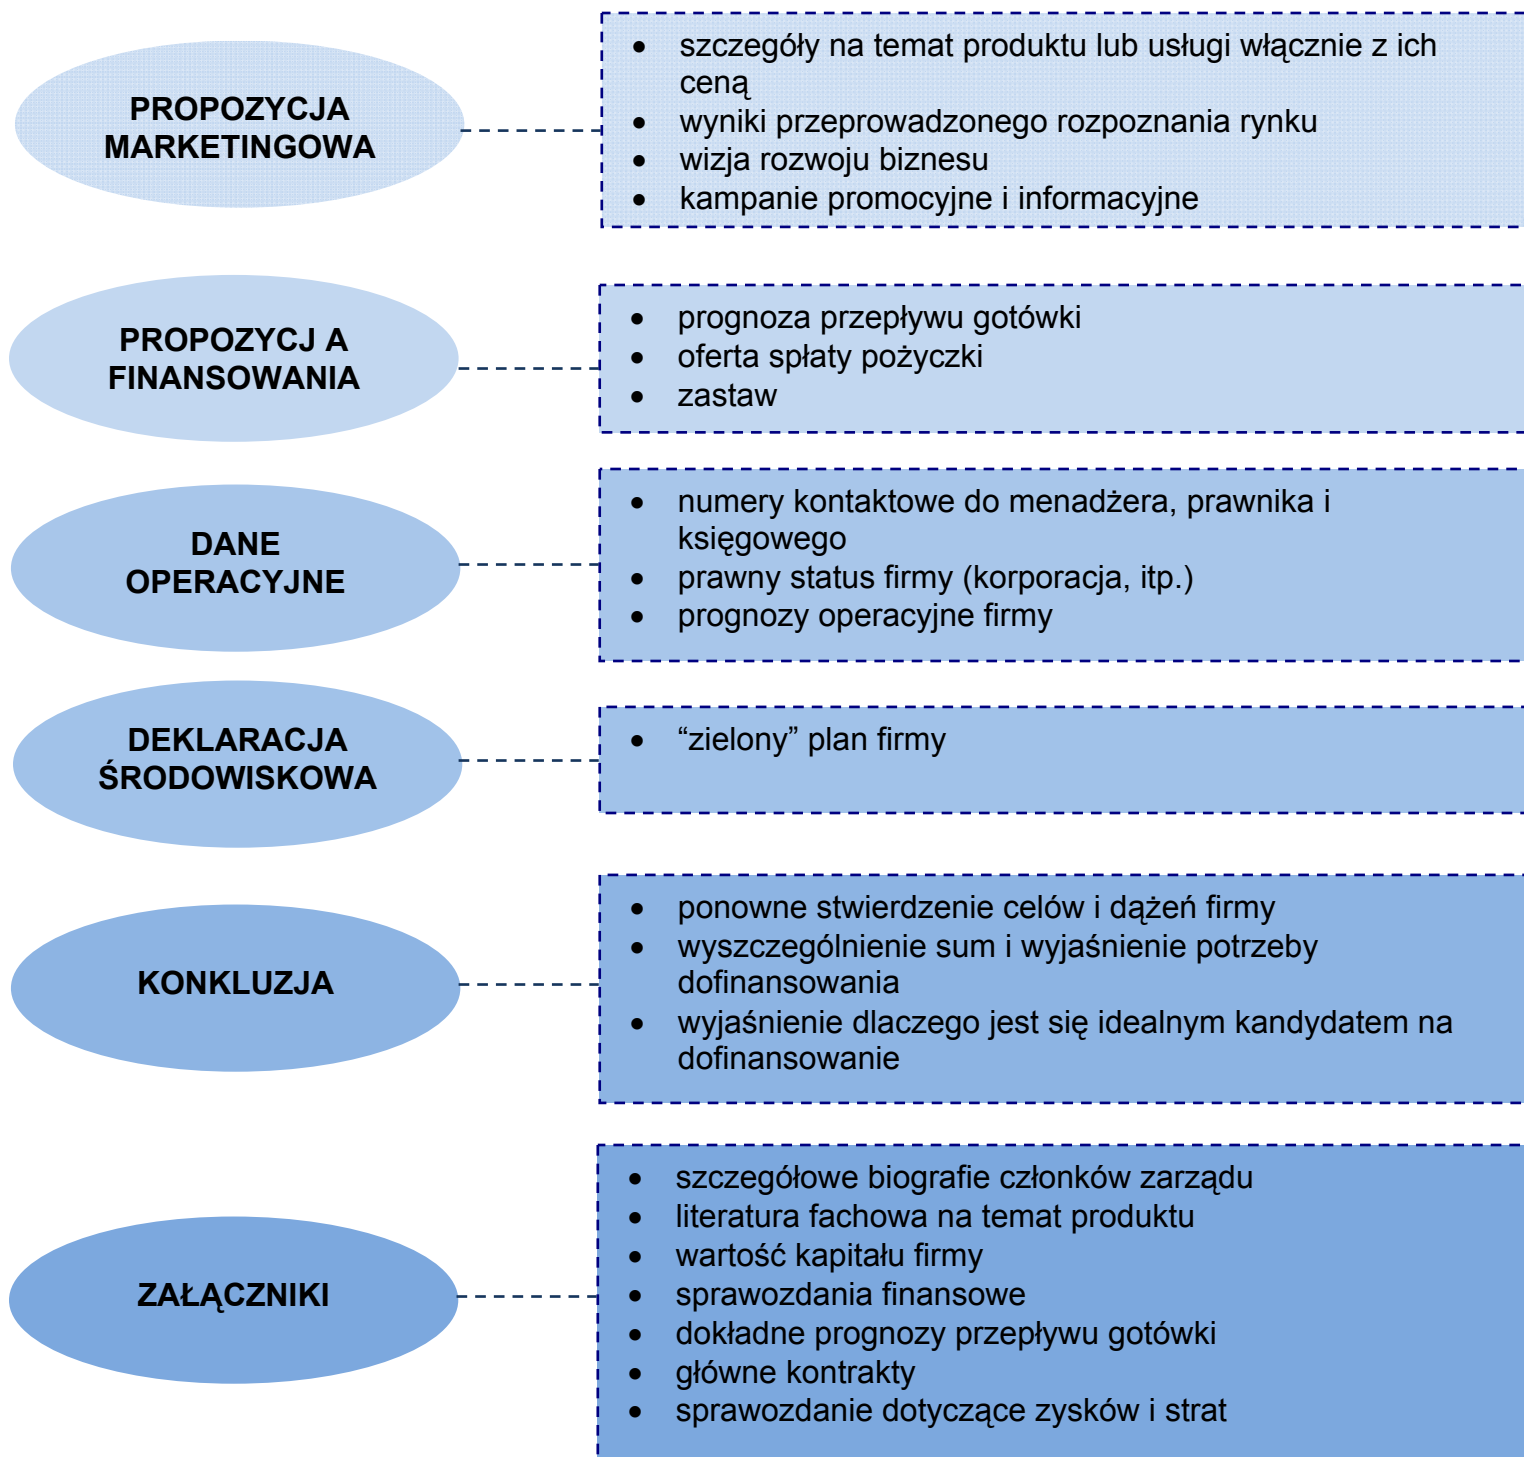 PROPOZYCJA
MARKETINGOWA
• szczegóły na temat produktu lub usługi włącznie z ich
ceną
• wyniki przeprowadzonego rozpoznania rynku
• wizja rozwoju biznesu
• kampanie promocyjne i informacyjne
PROPOZYCJ A
FINANSOWANIA
• prognoza przepływu gotówki
• oferta spłaty pożyczki
• zastaw
DANE
OPERACYJNE
• numery kontaktowe do menadżera, prawnika i
księgowego
• prawny status firmy (korporacja, itp.)
• prognozy operacyjne firmy
DEKLARACJA
ŚRODOWISKOWA
• “zielony” plan firmy
KONKLUZJA
• ponowne stwierdzenie celów i dążeń firmy
• wyszczególnienie sum i wyjaśnienie potrzeby
dofinansowania
• wyjaśnienie dlaczego jest się idealnym kandydatem na
dofinansowanie
ZAŁĄCZNIKI
• szczegółowe biografie członków zarządu
• literatura fachowa na temat produktu
• wartość kapitału firmy
• sprawozdania finansowe
• dokładne prognozy przepływu gotówki
• główne kontrakty
• sprawozdanie dotyczące zysków i strat